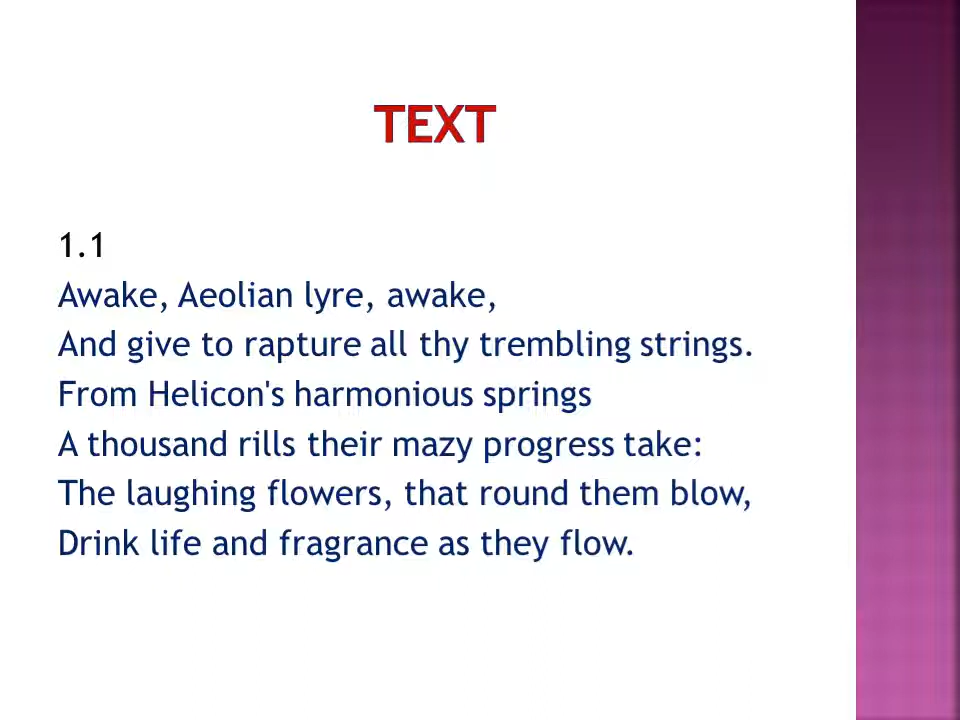 TEXT
1.1
Awake, Aeolian lyre, awake,
And give to rapture all thy trembling strings.
From Helicon's harmonious springs
A thousand rills their mazy progress take:
The laughing flowers, that round them blow,
Drink life and fragrance as they flow.